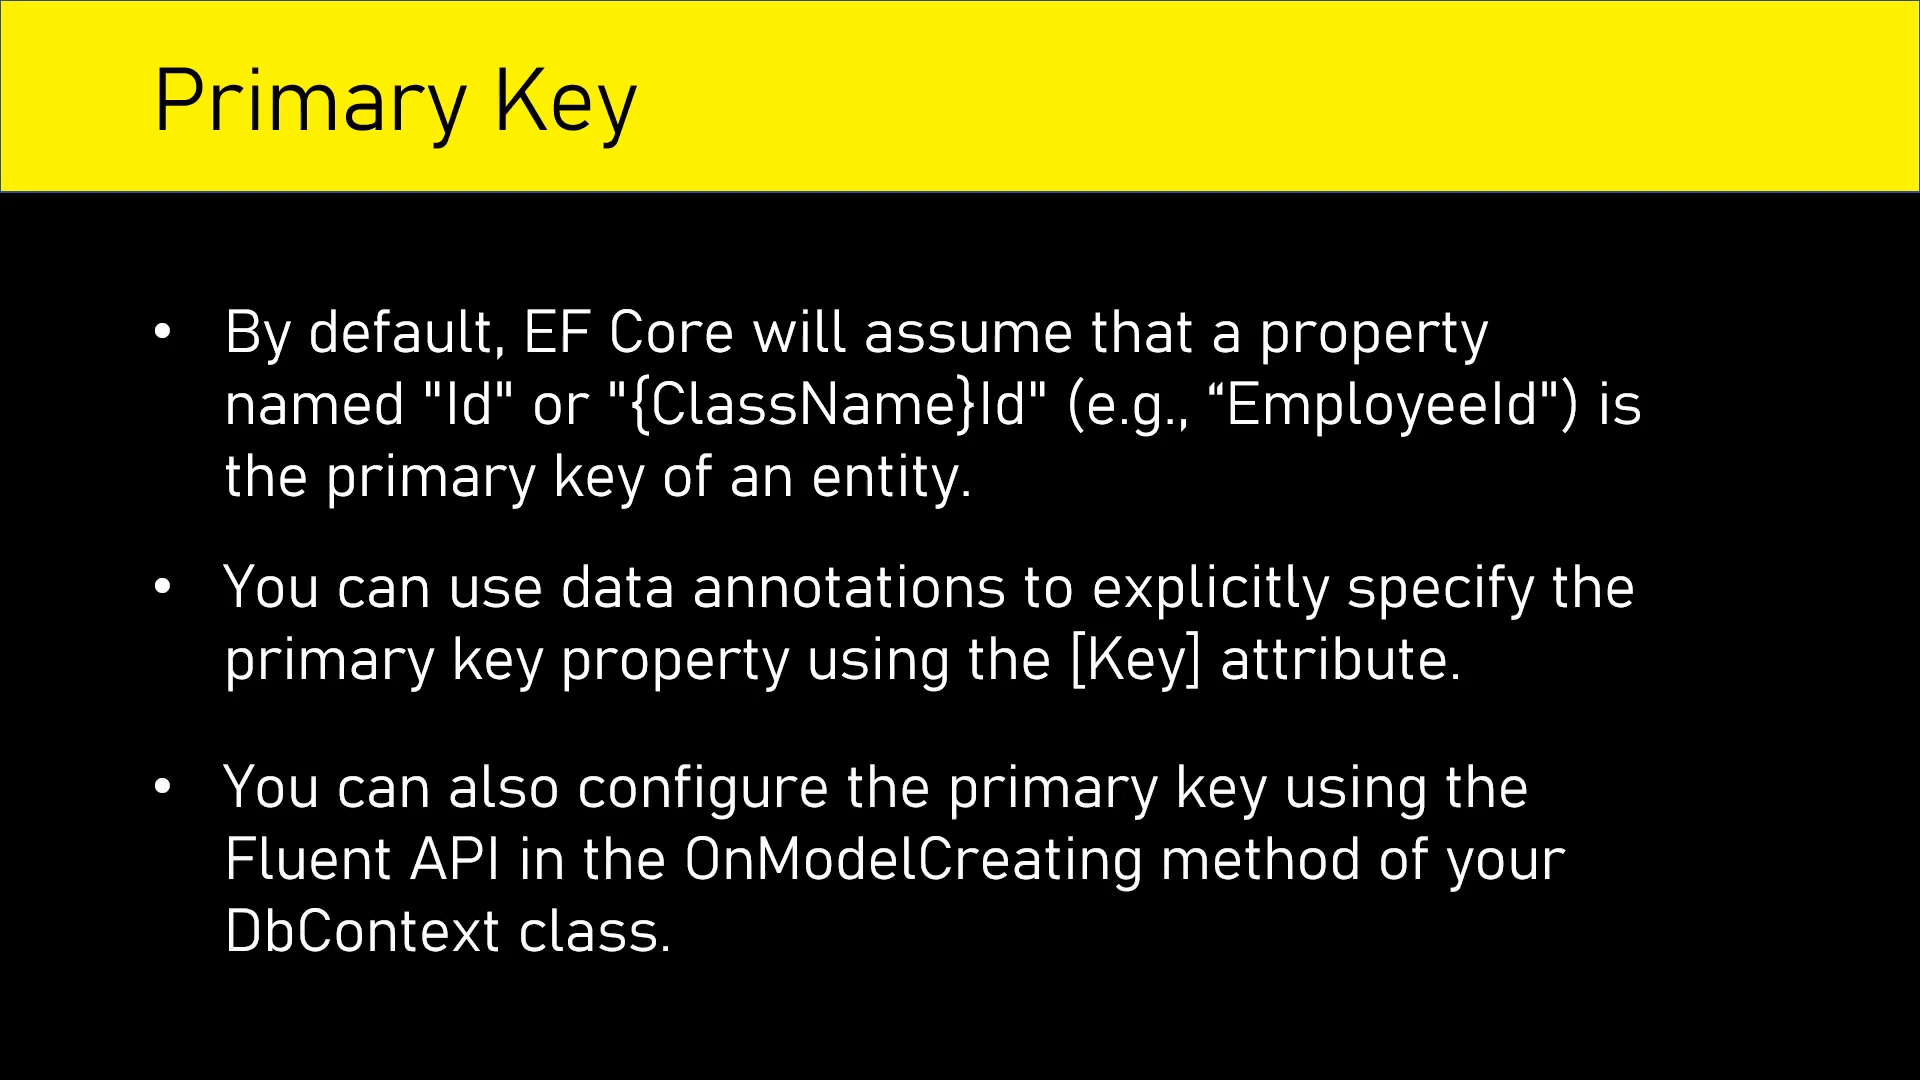 Primary Key
• By default, EF Core will assume that a property
named "Id" or "{ClassName}Id" (e.g., “EmployeeId") is
the primary key of an entity.
• You can use data annotations to explicitly specify the
primary key property using the [Key] attribute.
• You can also configure the primary key using the
Fluent API in the OnModelCreating method of your
DbContext class.